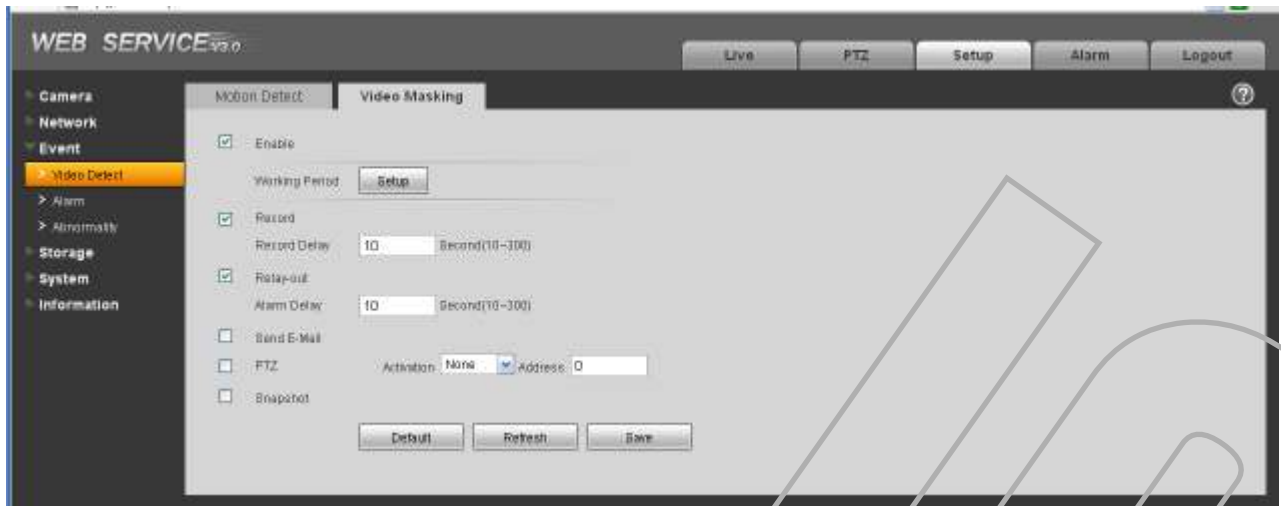 WEB SERVICE V3.0
Live PTZ Setup Alarm Logout
Camera
Network
Event
> Video Detect
> Alarm
> Abnormality
Storage
System
Information
Motion Detect Video Masking
?
Enable
Working Period Setup
Record
Record Delay 10 Second(10~300)
Relay-out
Alarm Delay 10 Second(10~300)
Send E-Mail
PTZ Activation None Address 0
Snapshot
Default Refresh Save